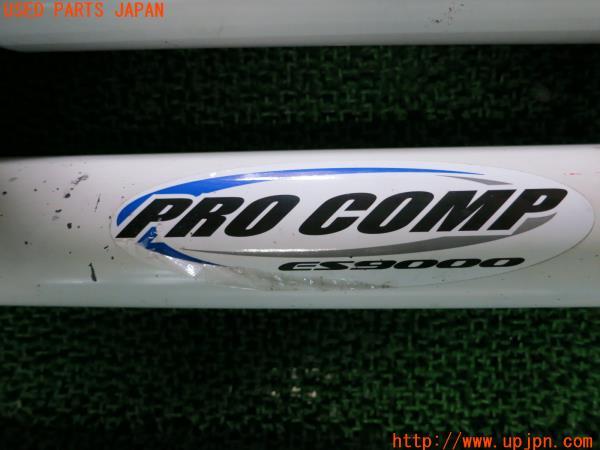 USED PARTS JAPAN
PRO COMP
ES9000
http://www.upjpn.com/